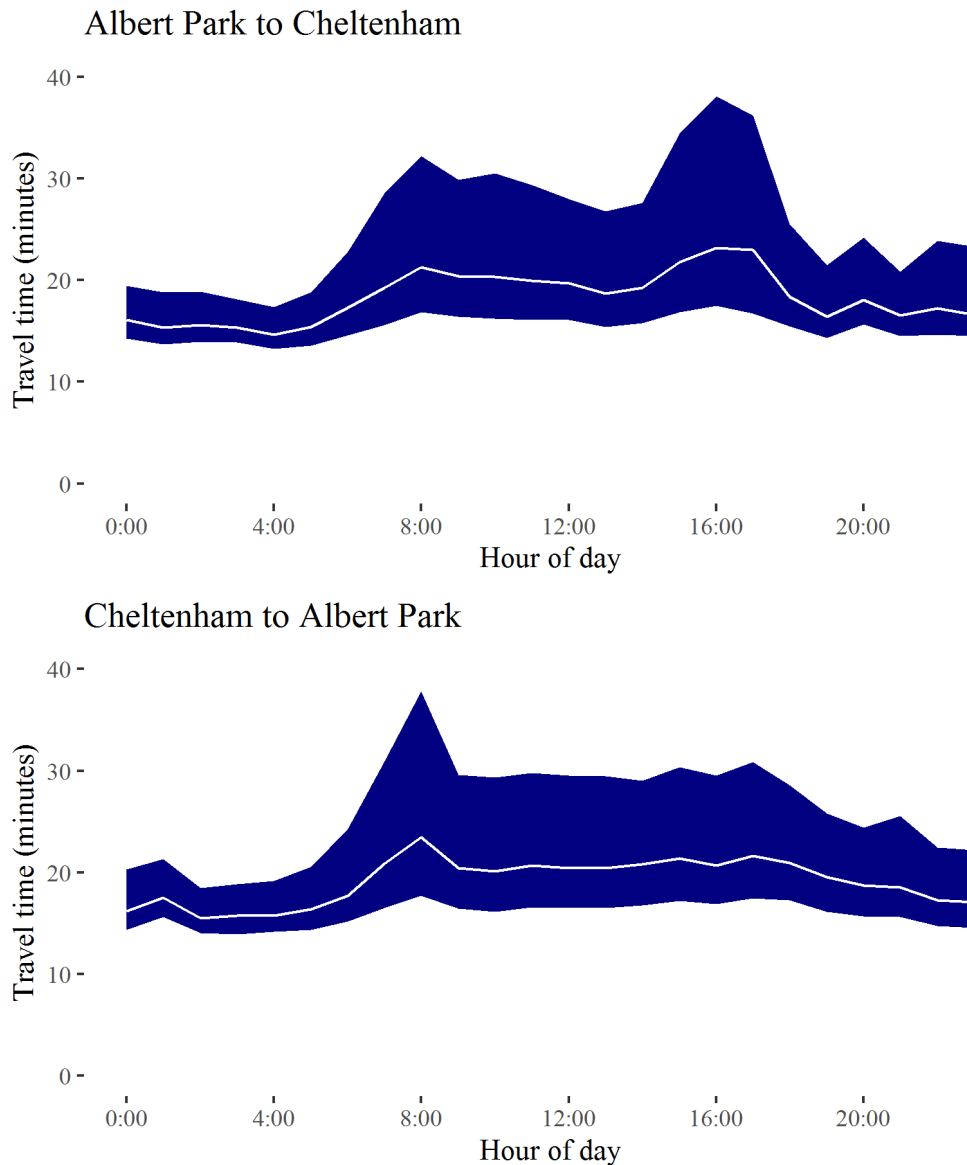 Albert Park to Cheltenham
40
30
20
10
0
Travel time (minutes)
0:00 4:00 8:00 12:00 16:00 20:00
Hour of day
Cheltenham to Albert Park
40
30
20
10
0
Travel time (minutes)
0:00 4:00 8:00 12:00 16:00 20:00
Hour of day